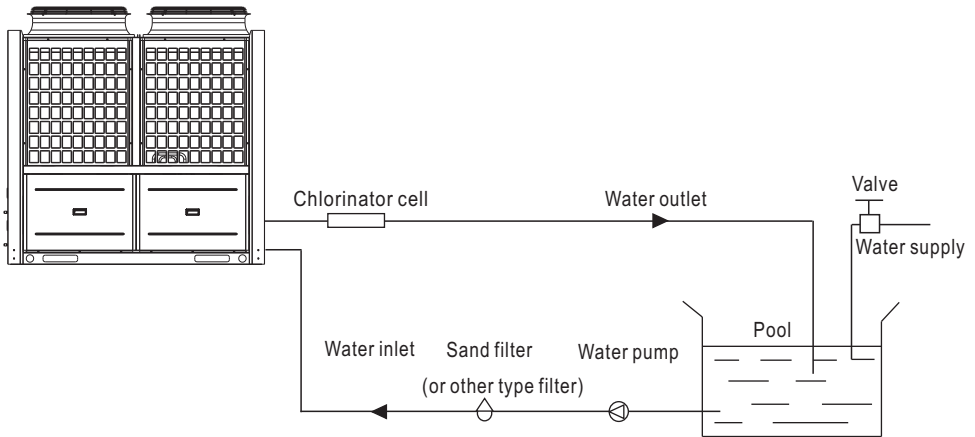 Chlorinator cell
Water outlet
Valve
Water supply
Pool
Water inlet
Sand filter
(or other type filter)
Water pump